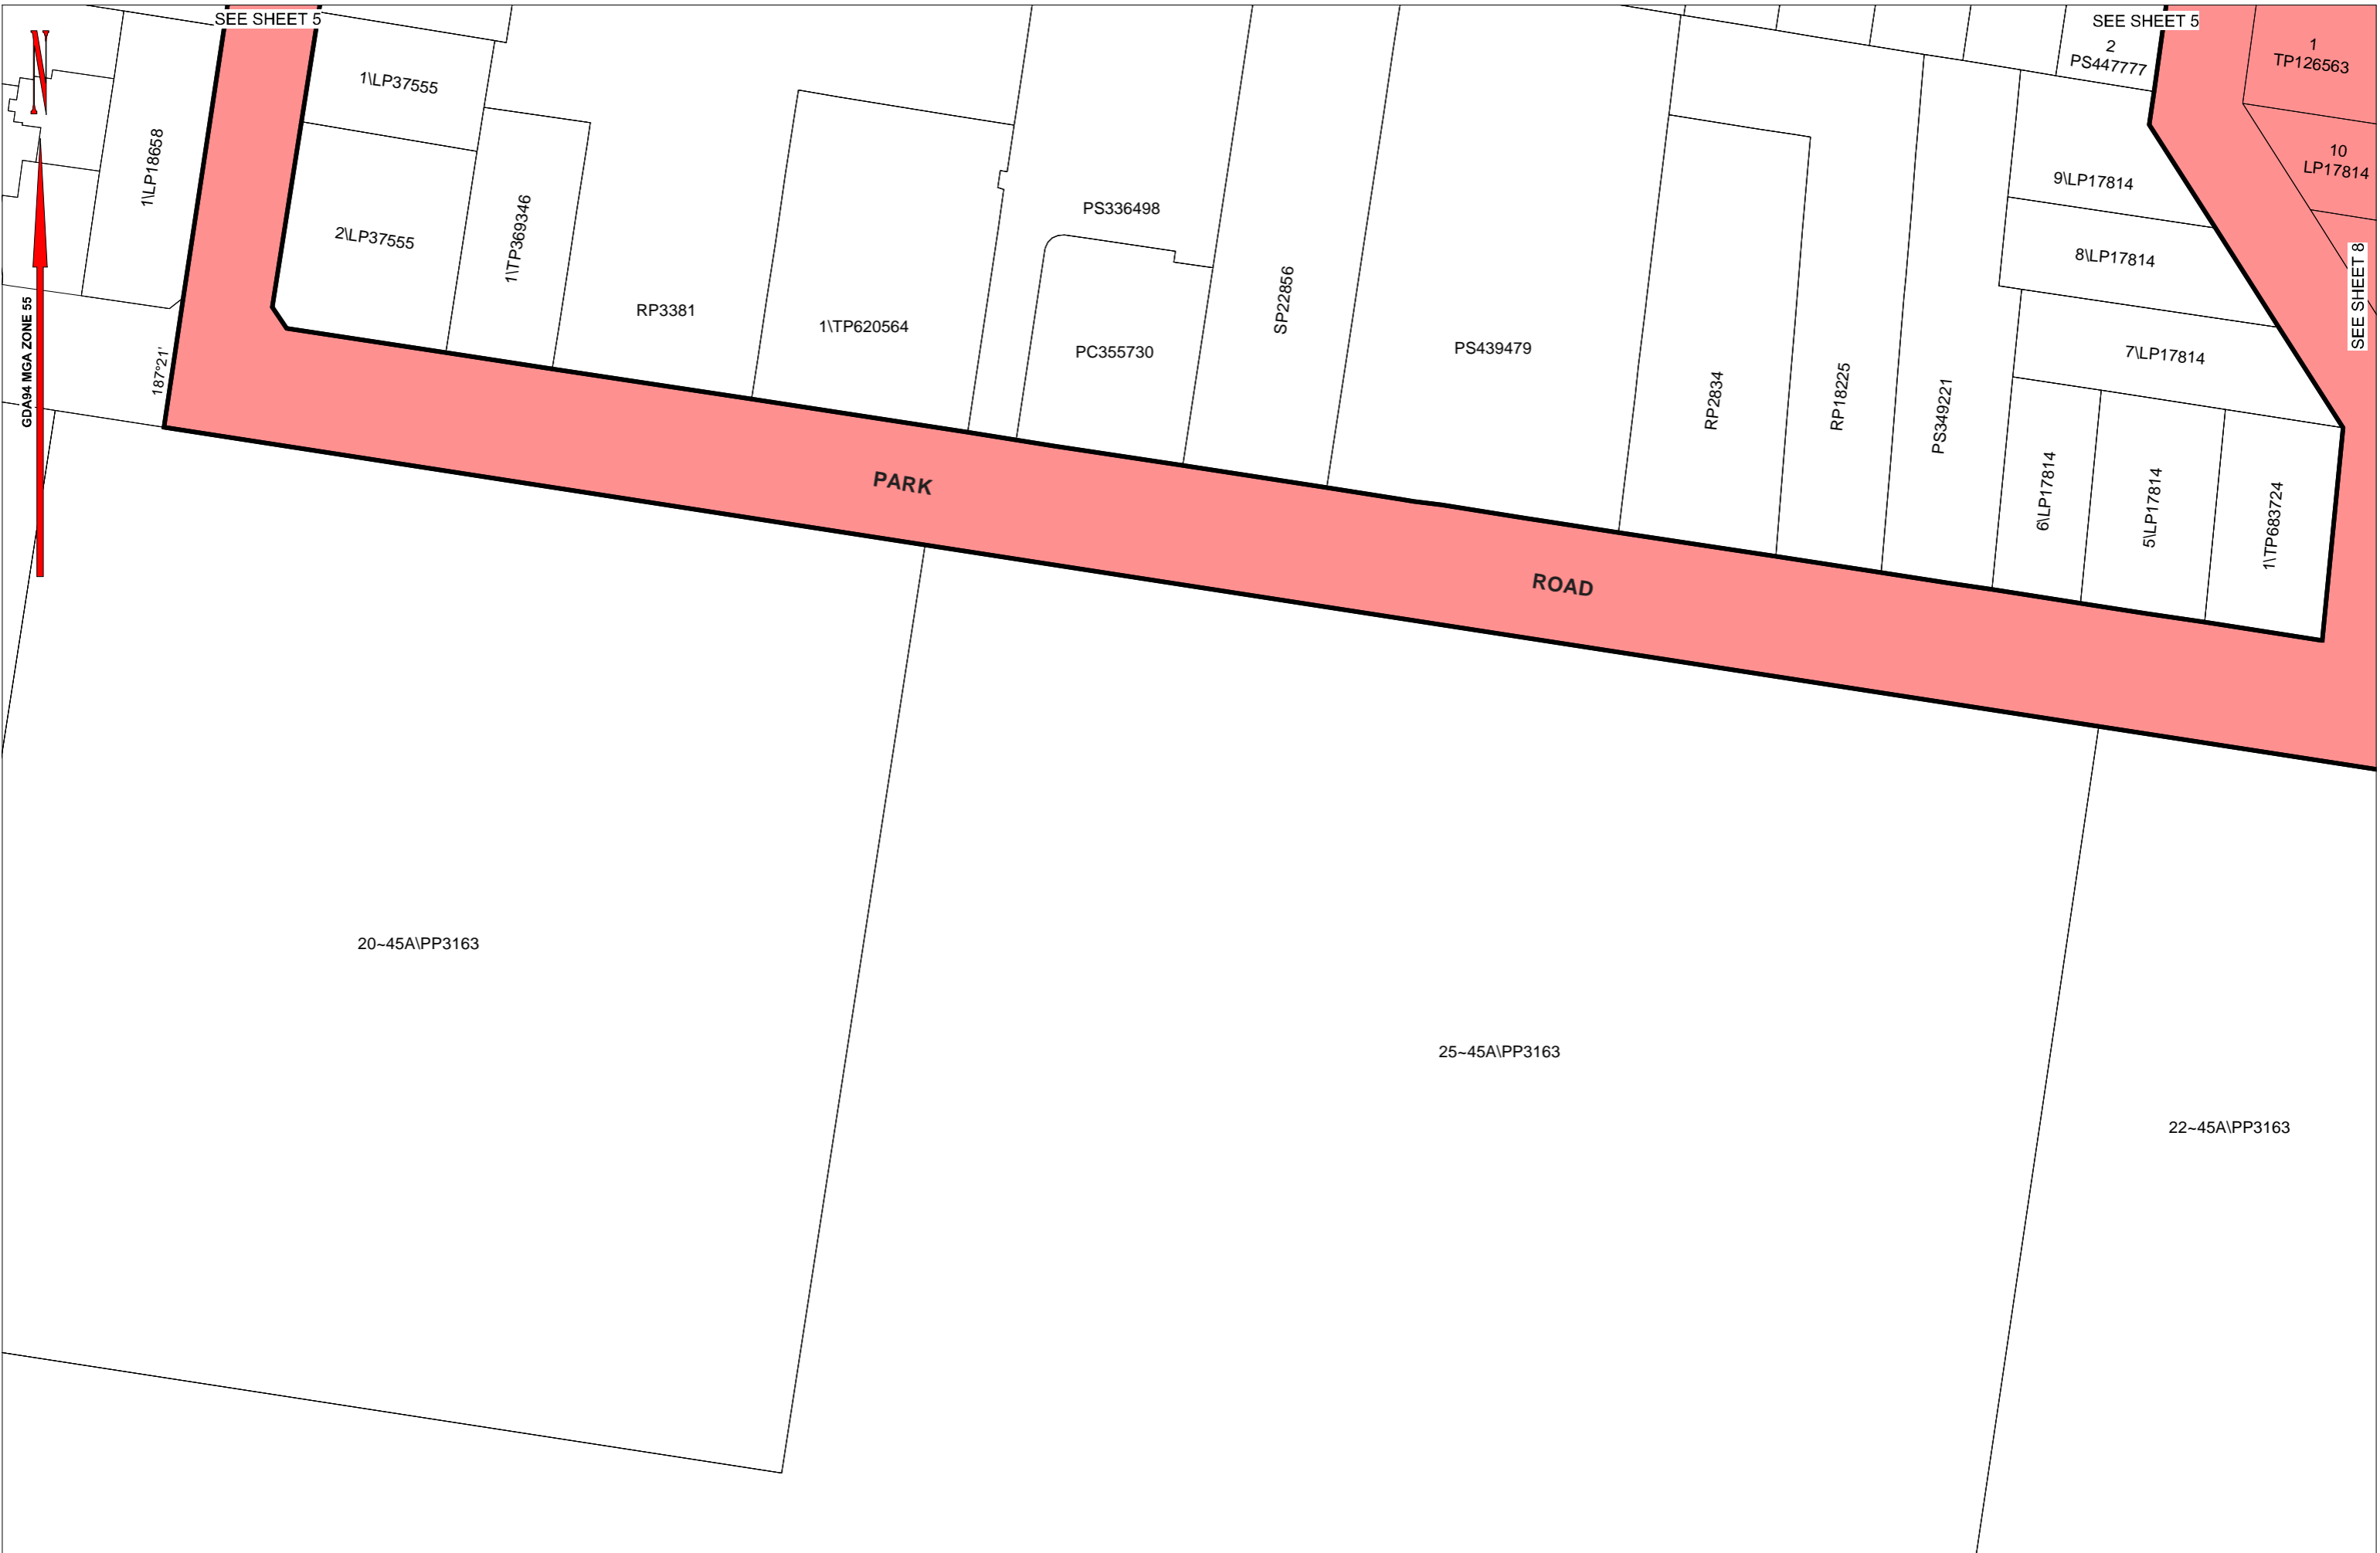 SEE SHEET 5
SEE SHEET 5
N
1\LP18658
1\LP37555
2\LP37555
1\TP369346
RP3381
1\TP620564
PS336498
PC355730
SP22856
PS439479
RP2834
RP18225
PS349221
2
PS447777
9\LP17814
8\LP17814
7\LP17814
6\LP17814
5\LP17814
1\TP683724
1
TP126563
10
LP17814
SEE SHEET 8
GDA94 MGA ZONE 55
187°21'
PARK
ROAD
20~45A\PP3163
25~45A\PP3163
22~45A\PP3163